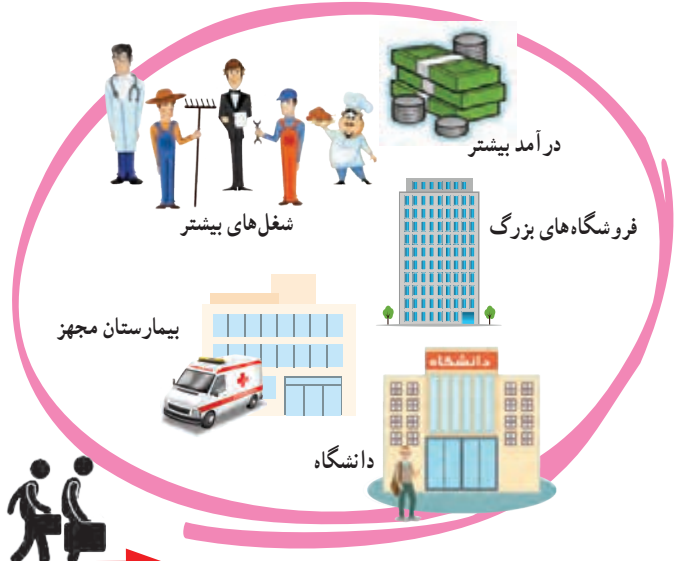 درآمد بیشتر
شغل‌های بیشتر
فروشگاه‌های بزرگ
بیمارستان مجهز
دانشگاه
دانشگاه